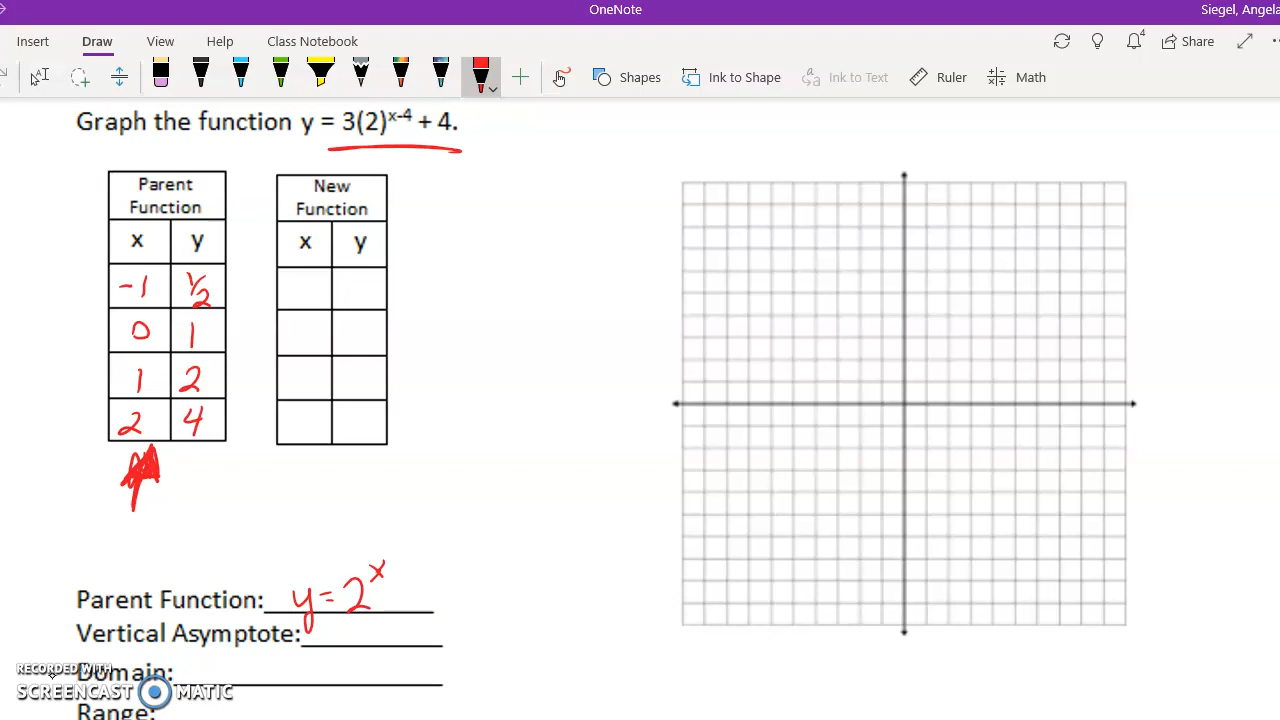 OneNote
Siegel, Angela
Insert Draw View Help Class Notebook
4 Share
Shapes Ink to Shape Ink to Text Ruler Math
Graph the function y = 3(2)^{x-4} + 4.
Parent Function
x y
-1 1/2
0 1
1 2
2 4
New Function
x y
Parent Function: y = 2^x
Vertical Asymptote:
Domain:
Range:
RECORDED WITH
SCREENCAST MATIC